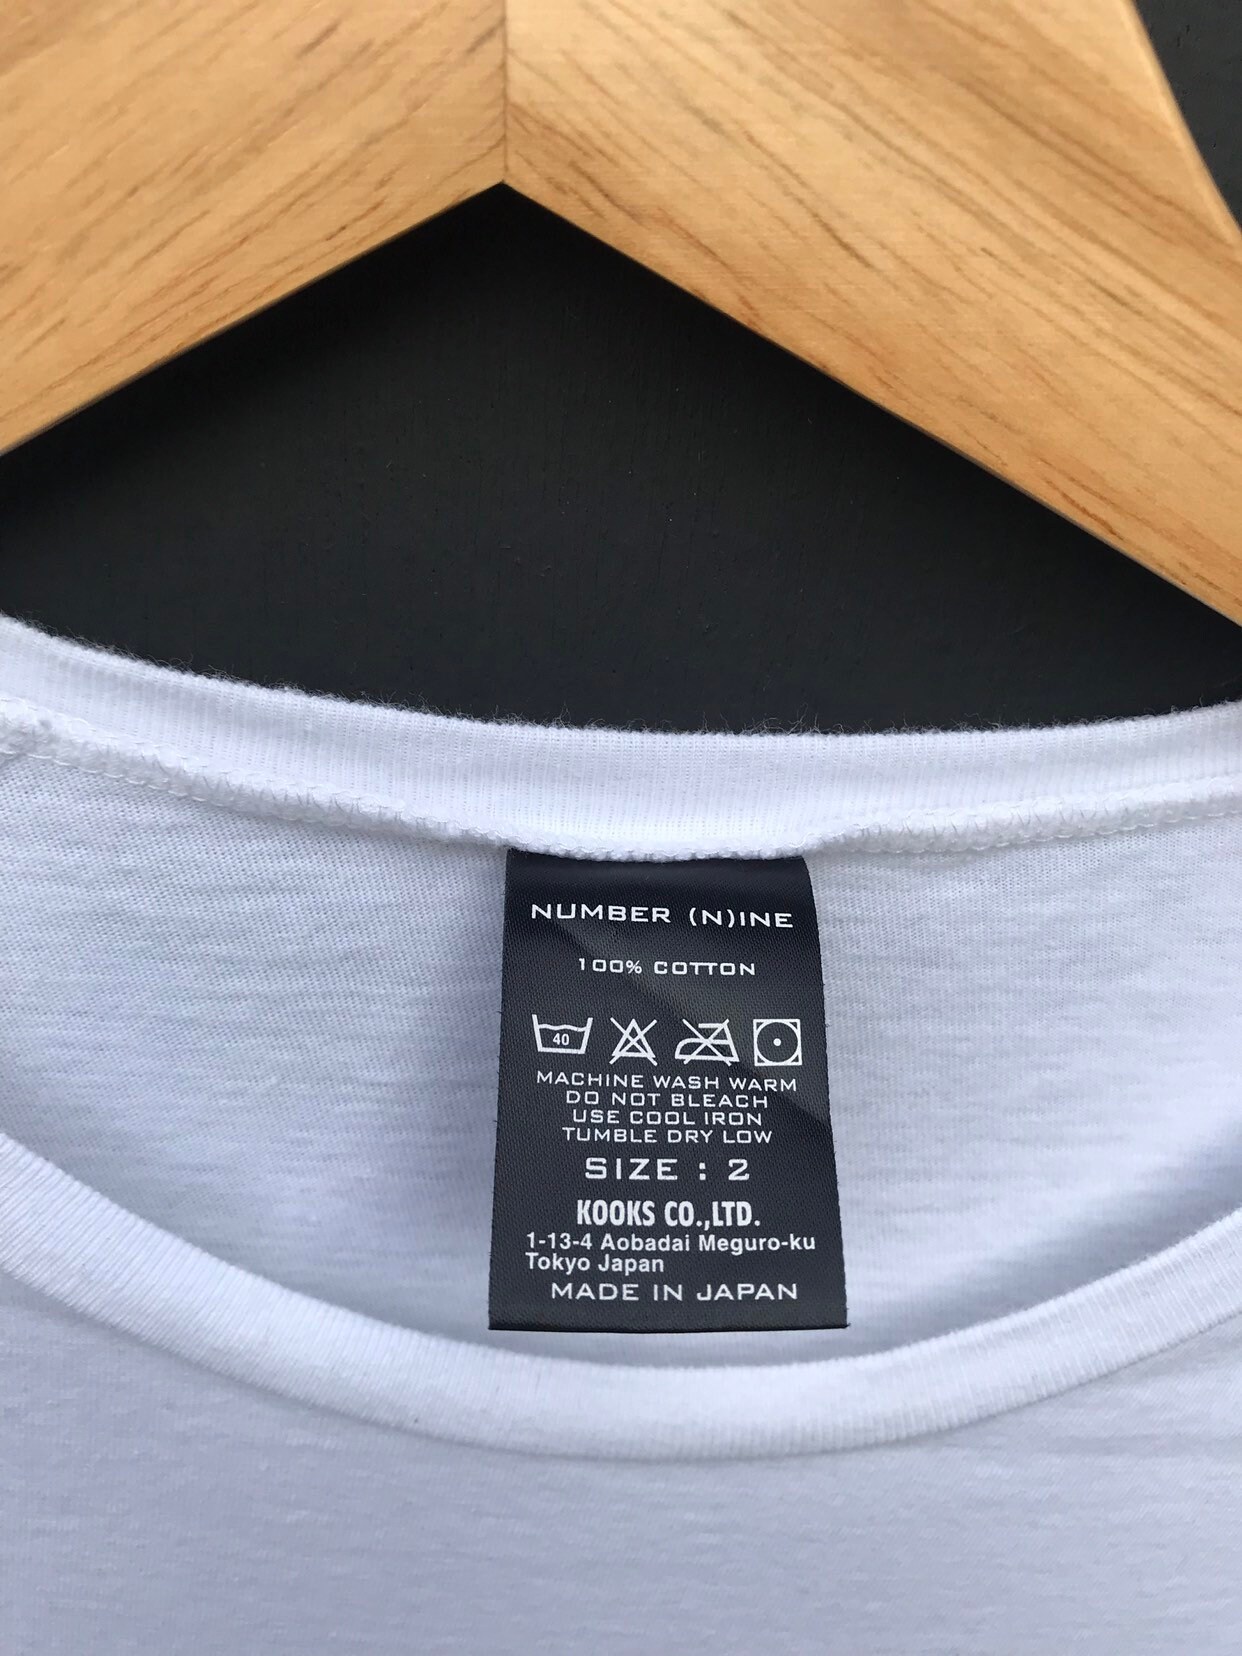 NUMBER (N)INE
100% COTTON
40
MACHINE WASH WARM
DO NOT BLEACH
USE COOL IRON
TUMBLE DRY LOW
SIZE : 2
KOOKS CO.,LTD.
1-13-4 Aobadai Meguro-ku
Tokyo Japan
MADE IN JAPAN